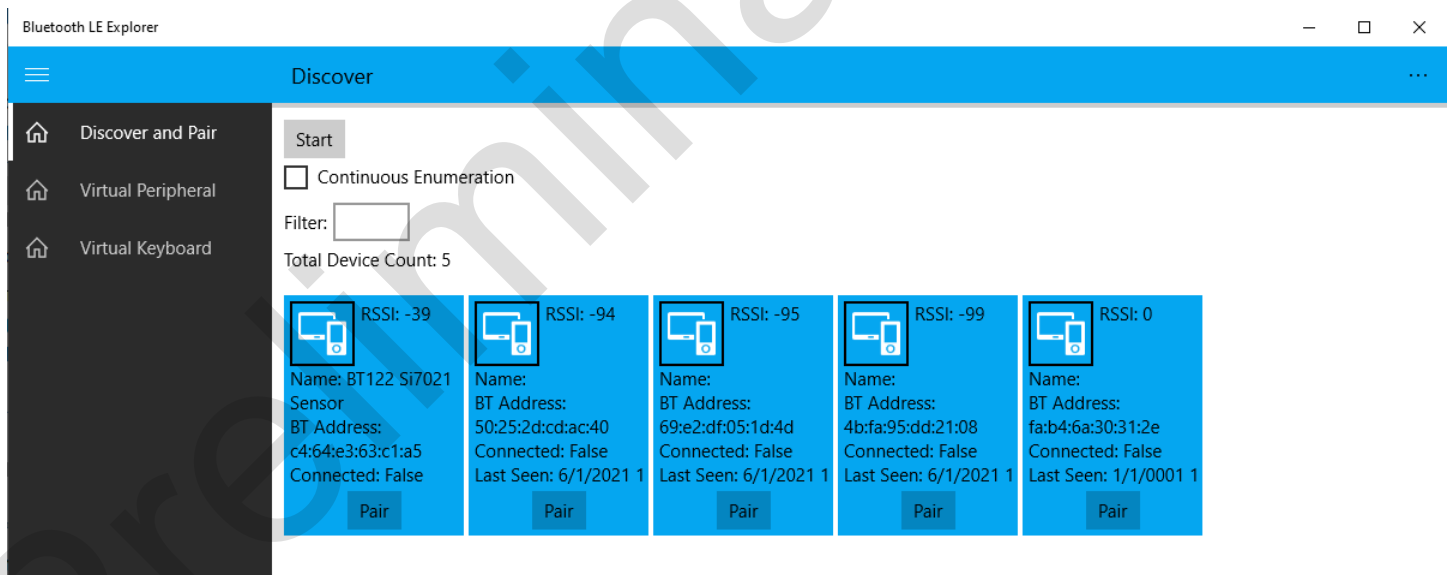 Bluetooth LE Explorer
Discover
...
Discover and Pair
Virtual Peripheral
Virtual Keyboard
Start
Continuous Enumeration
Filter:
Total Device Count: 5
RSSI: -39
Name: BT122 Si7021
Sensor
BT Address:
c4:64:e3:63:c1:a5
Connected: False
Pair
RSSI: -94
Name:
BT Address:
50:25:2d:cd:ac:40
Connected: False
Last Seen: 6/1/2021 1
Pair
RSSI: -95
Name:
BT Address:
69:e2:df:05:1d:4d
Connected: False
Last Seen: 6/1/2021 1
Pair
RSSI: -99
Name:
BT Address:
4b:fa:95:dd:21:08
Connected: False
Last Seen: 6/1/2021 1
Pair
RSSI: 0
Name:
BT Address:
fa:b4:6a:30:31:2e
Connected: False
Last Seen: 1/1/0001 1
Pair
Prelimina